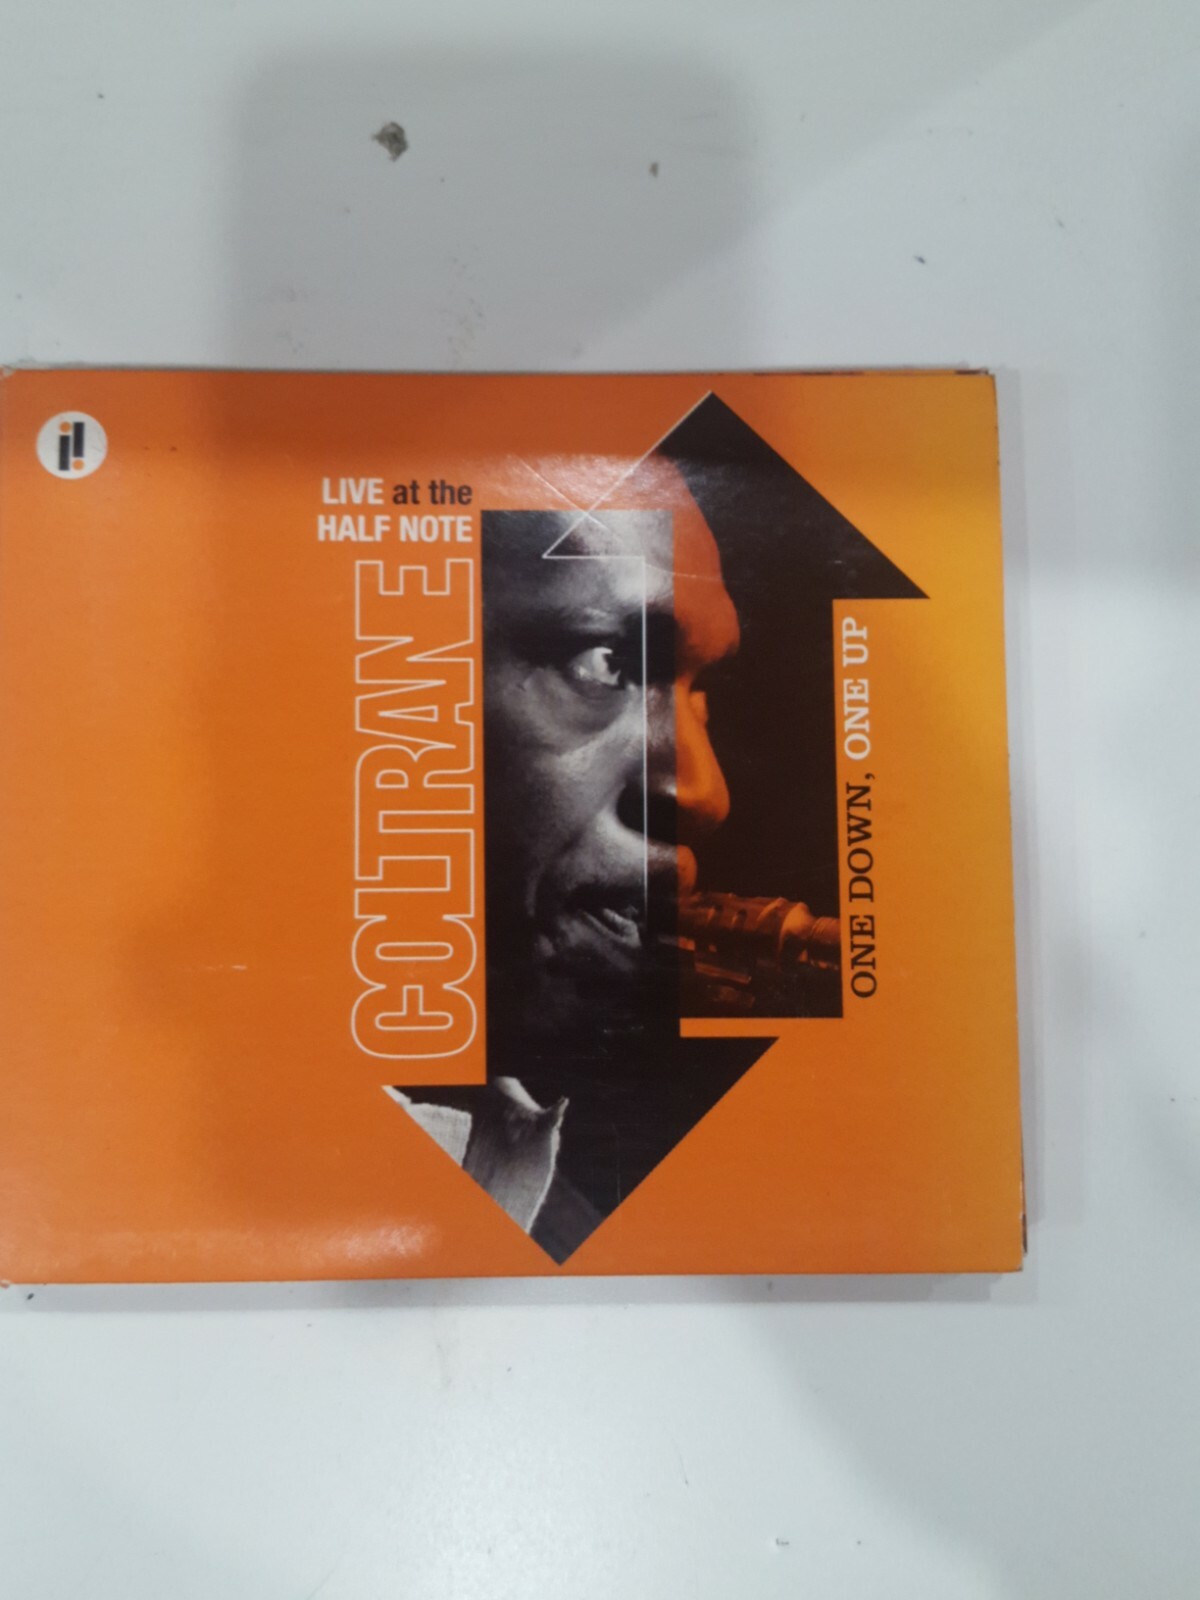 LIVE at the
HALF NOTE
COLTRANE
ONE DOWN, ONE UP